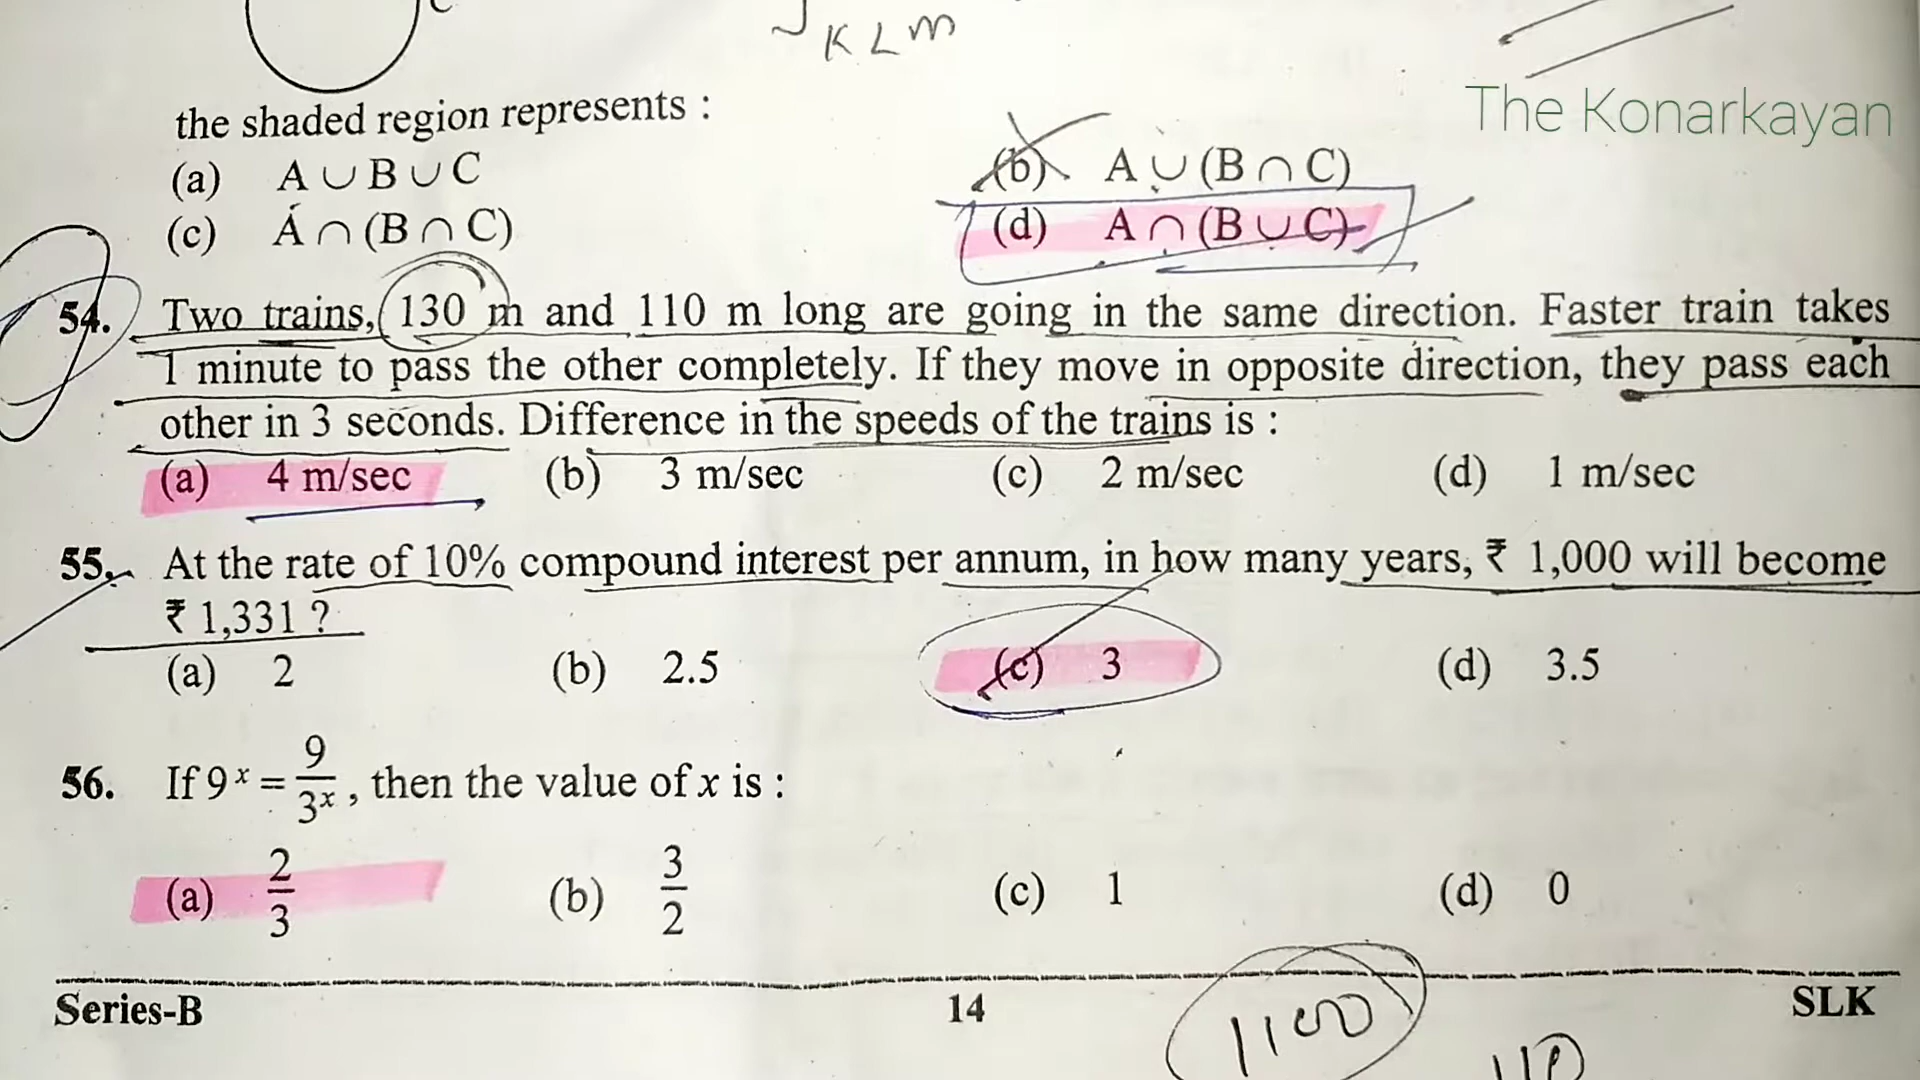 K L m
The Konarkayan
the shaded region represents :
(a) A ∪ B ∪ C (b) A ∪ (B ∩ C)
(c) A ∩ (B ∩ C) (d) A ∩ (B ∪ C)
54. Two trains, 130 m and 110 m long are going in the same direction. Faster train takes
1 minute to pass the other completely. If they move in opposite direction, they pass each
other in 3 seconds. Difference in the speeds of the trains is :
(a) 4 m/sec (b) 3 m/sec (c) 2 m/sec (d) 1 m/sec
55. At the rate of 10% compound interest per annum, in how many years, ₹ 1,000 will become
₹ 1,331 ?
(a) 2 (b) 2.5 (c) 3 (d) 3.5
56. If 9ˣ = 9/3ˣ, then the value of x is :
(a) 2/3 (b) 3/2 (c) 1 (d) 0
Series-B 14 SLK
1100